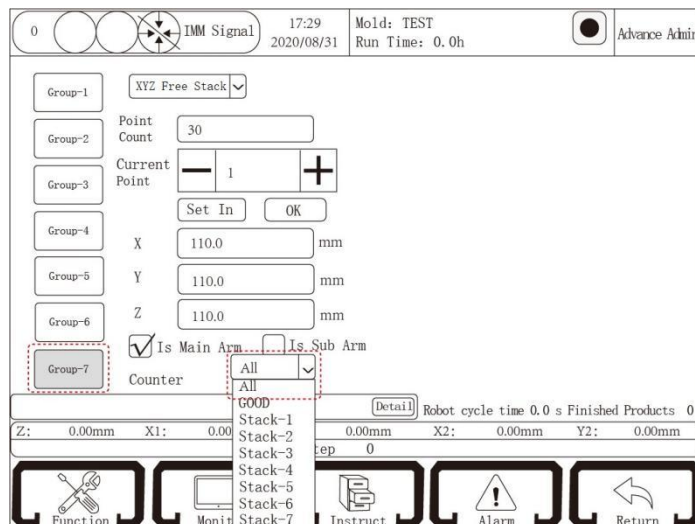 0 IMM Signal 17:29 2020/08/31 Mold: TEST Run Time: 0.0h Advance Admin
Group-1
XYZ Free Stack
Group-2
Point Count 30
Group-3
Current Point 1
Set In OK
Group-4
X 110.0 mm
Group-5
Y 110.0 mm
Group-6
Z 110.0 mm
Is Main Arm Is Sub Arm
Group-7
Counter All
All
GOOD
Stack-1
Stack-2
Stack-3
Stack-4
Stack-5
Stack-6
Stack-7
Detail Robot cycle time 0.0 s Finished Products 0
Z: 0.00mm X1: 0.00 0.00mm X2: 0.00mm Y2: 0.00mm
tep 0
Function Monit Instruct Alarm Return